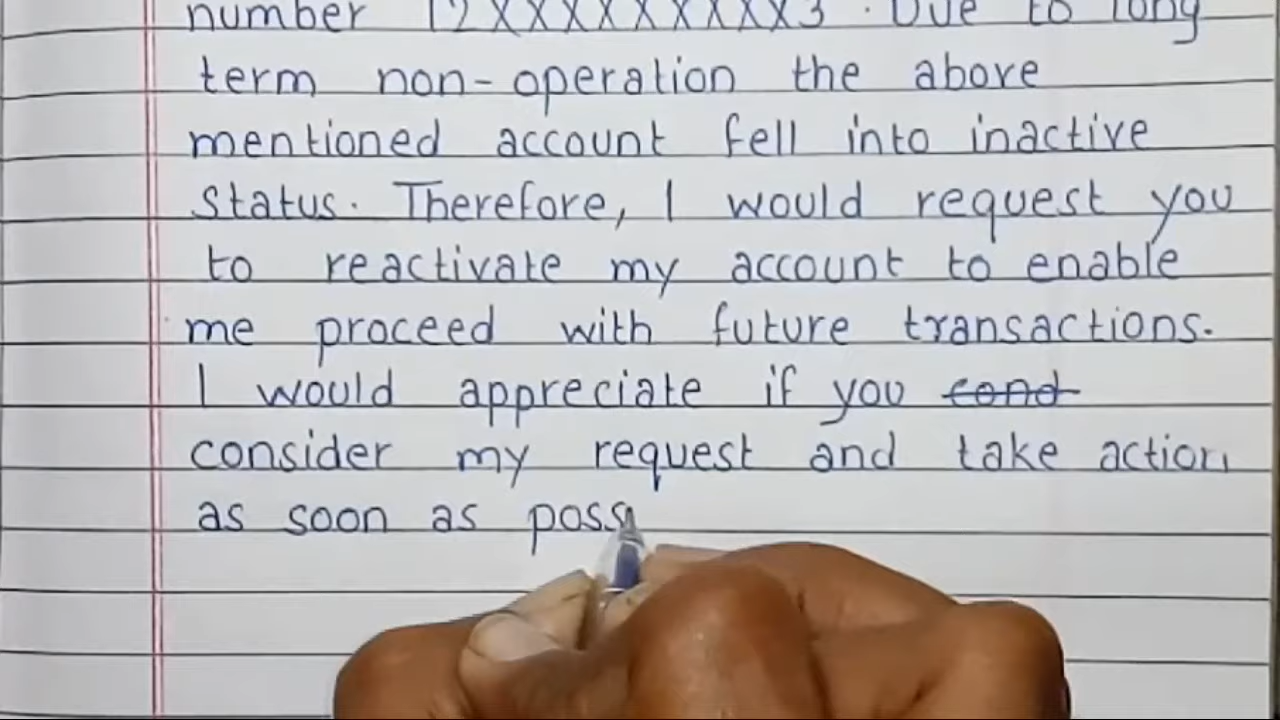 number 12XXXXXXXXXX3. Due to long
term non-operation the above
mentioned account fell into inactive
status. Therefore, I would request you
to reactivate my account to enable
me proceed with future transactions.
I would appreciate if you cond
consider my request and take action
as soon as poss